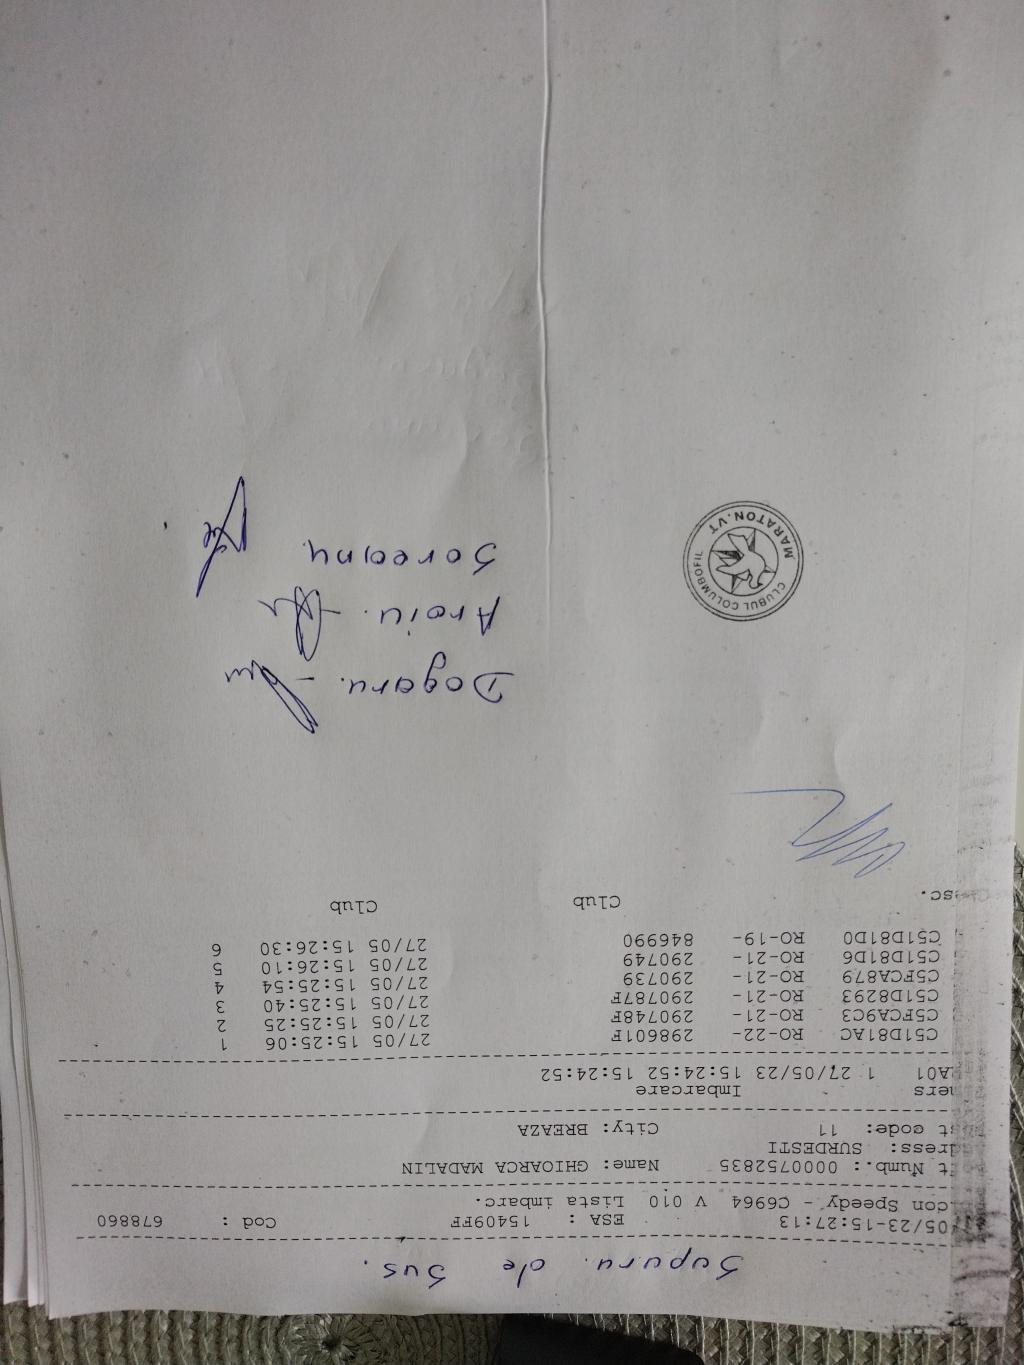 Supuru. de Sus.
05/23-15:27:13 ESA : 15409FF Cod : 678860
con Speedy - C6964 V 010 Lista imbarc.
t Numb.: 0000752835 Name: GHIOARCA MADALIN
dress: SURDESTI
t code: 11 City: BREAZA
ers Imbarcare
A01 1 27/05/23 15:24:52 15:24:52
C51D81AC RO-22- 298601F 27/05 15:25:06 1
C5FCA9C3 RO-21- 290748F 27/05 15:25:25 2
C51D8293 RO-21- 290787F 27/05 15:25:40 3
C5FCA879 RO-21- 290739 27/05 15:25:54 4
C51D81D6 RO-21- 290749 27/05 15:26:10 5
C51D81D0 RO-19- 846990 27/05 15:26:30 6
sc. Club Club
Dogaru. -
Aroiu. -
Soreanu.
CLUBUL COLUMBOFIL
MARATON.VT